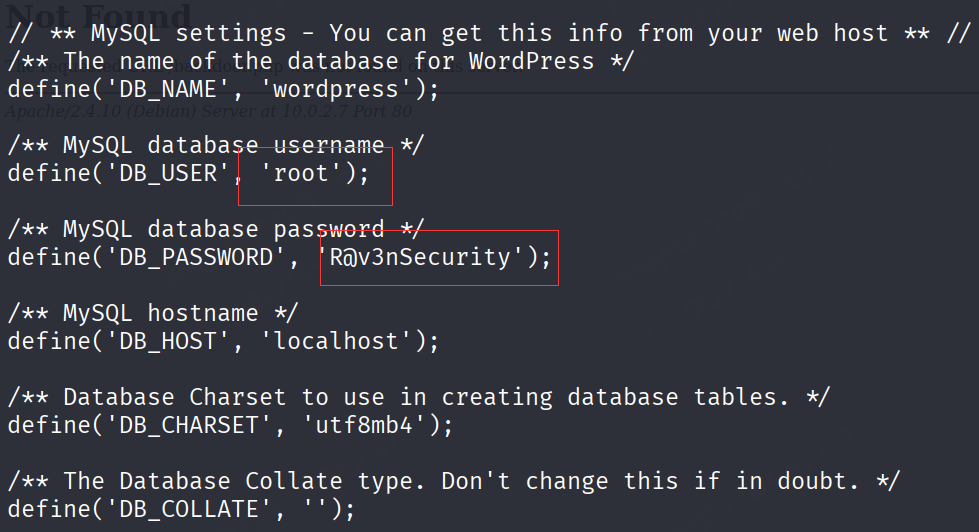 Not Found
// ** MySQL settings - You can get this info from your web host ** //
/** The name of the database for WordPress */
define('DB_NAME', 'wordpress');
Apache/2.4.10 (Debian) Server at 10.0.2.7 Port 80
/** MySQL database username */
define('DB_USER', 'root');
/** MySQL database password */
define('DB_PASSWORD', 'R@v3nSecurity');
/** MySQL hostname */
define('DB_HOST', 'localhost');
/** Database Charset to use in creating database tables. */
define('DB_CHARSET', 'utf8mb4');
/** The Database Collate type. Don't change this if in doubt. */
define('DB_COLLATE', '');